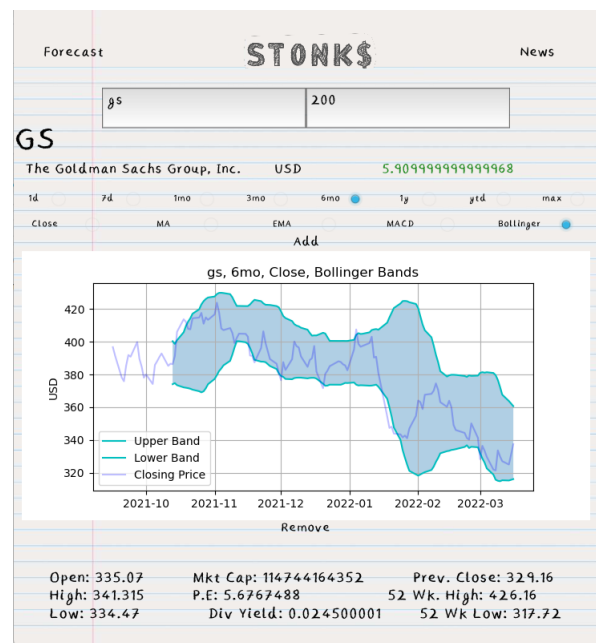 Forecast STONK$ News
gs 200
GS
The Goldman Sachs Group, Inc. USD 5.909999999999968
1d 7d 1mo 3mo 6mo 1y ytd max
Close MA EMA MACD Bollinger
Add
gs, 6mo, Close, Bollinger Bands
USD
420
400
380
360
340
320
Upper Band
Lower Band
Closing Price
2021-10 2021-11 2021-12 2022-01 2022-02 2022-03
Remove
Open: 335.07 Mkt Cap: 114744164352 Prev. Close: 329.16
High: 341.315 P.E: 5.6767488 52 Wk. High: 426.16
Low: 334.47 Div Yield: 0.024500001 52 Wk Low: 317.72